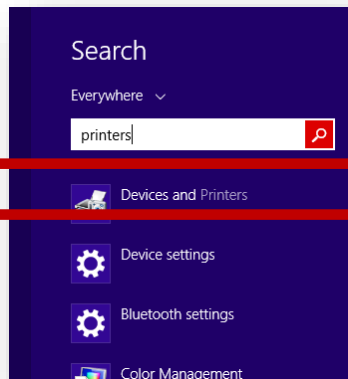 Search
Everywhere
printers
Devices and Printers
Device settings
Bluetooth settings
Color Management